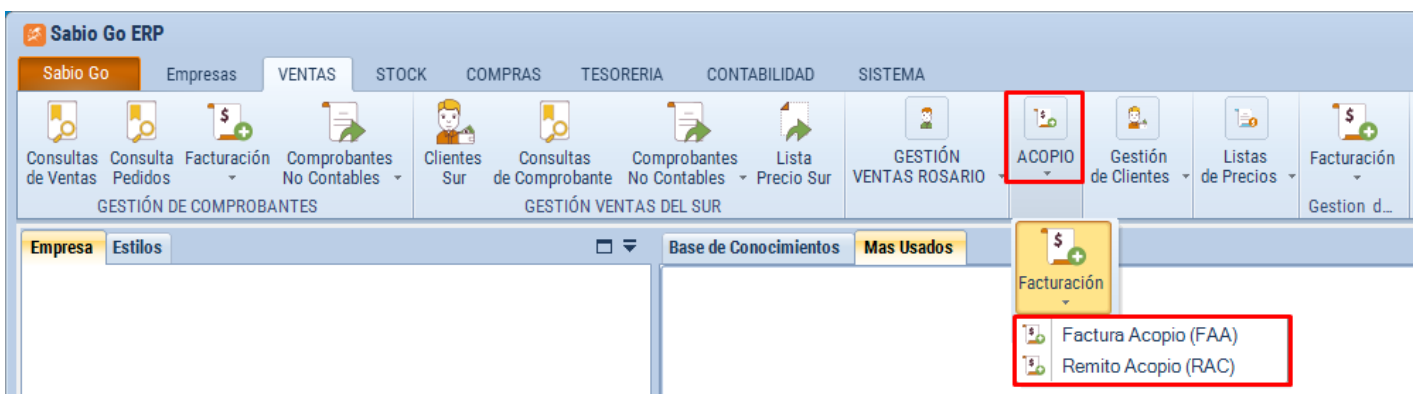 Sabio Go ERP
Sabio Go Empresas VENTAS STOCK COMPRAS TESORERIA CONTABILIDAD SISTEMA
Consultas de Ventas
Consulta Pedidos
Facturación
Comprobantes No Contables
GESTIÓN DE COMPROBANTES
Clientes Sur
Consultas de Comprobante
Comprobantes No Contables
Lista Precio Sur
GESTIÓN VENTAS DEL SUR
GESTIÓN VENTAS ROSARIO
ACOPIO
Gestión de Clientes
Listas de Precios
Facturación
Gestion d...
Empresa Estilos
Base de Conocimientos Mas Usados
Facturación
Factura Acopio (FAA)
Remito Acopio (RAC)